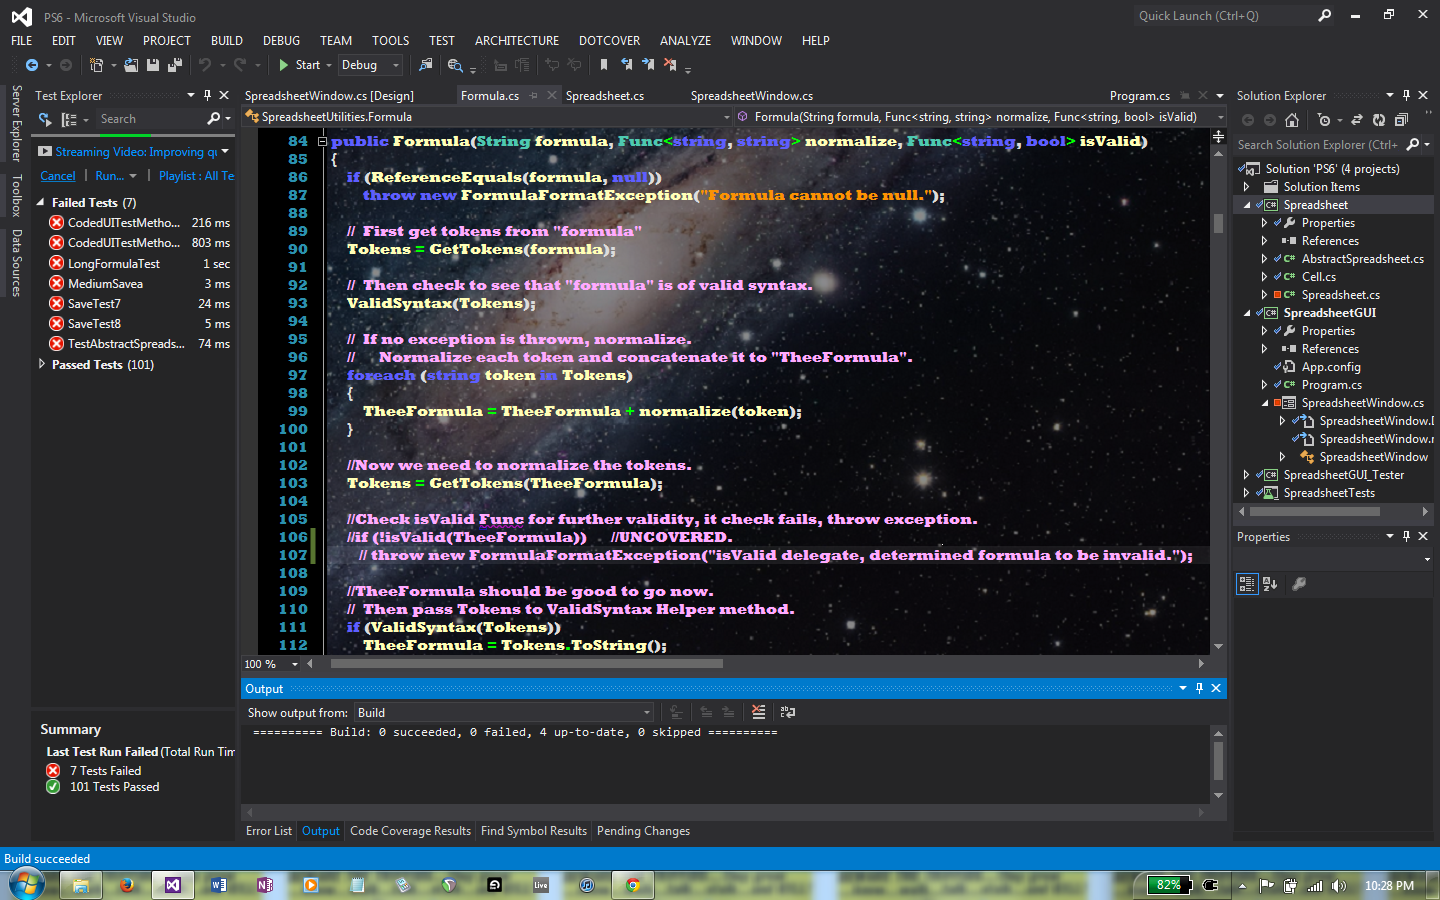 PS6 - Microsoft Visual Studio
Quick Launch (Ctrl+Q)
FILE EDIT VIEW PROJECT BUILD DEBUG TEAM TOOLS TEST ARCHITECTURE DOTCOVER ANALYZE WINDOW HELP
Start Debug
Server Explorer
Toolbox
Data Sources
Test Explorer
Search
Streaming Video: Improving qu
Cancel Run... Playlist : All Te
Failed Tests (7)
CodedUITestMetho... 216 ms
CodedUITestMetho... 803 ms
LongFormulaTest 1 sec
MediumSavea 3 ms
SaveTest7 24 ms
SaveTest8 5 ms
TestAbstractSpreads... 74 ms
Passed Tests (101)
Summary
Last Test Run Failed (Total Run Tim
7 Tests Failed
101 Tests Passed
SpreadsheetWindow.cs [Design] Formula.cs Spreadsheet.cs SpreadsheetWindow.cs Program.cs
SpreadsheetUtilities.Formula Formula(String formula, Func<string, string> normalize, Func<string, bool> isValid)
84 public Formula(String formula, Func<string, string> normalize, Func<string, bool> isValid)
85 {
86 if (ReferenceEquals(formula, null))
87 throw new FormulaFormatException("Formula cannot be null.");
88
89 // First get tokens from "formula"
90 Tokens = GetTokens(formula);
91
92 // Then check to see that "formula" is of valid syntax.
93 ValidSyntax(Tokens);
94
95 // If no exception is thrown, normalize.
96 // Normalize each token and concatenate it to "TheeFormula".
97 foreach (string token in Tokens)
98 {
99 TheeFormula = TheeFormula + normalize(token);
100 }
101
102 //Now we need to normalize the tokens.
103 Tokens = GetTokens(TheeFormula);
104
105 //Check isValid Func for further validity, it check fails, throw exception.
106 //if (!isValid(TheeFormula)) //UNCOVERED.
107 // throw new FormulaFormatException("isValid delegate, determined formula to be invalid.");
108
109 //TheeFormula should be good to go now.
110 // Then pass Tokens to ValidSyntax Helper method.
111 if (ValidSyntax(Tokens))
112 TheeFormula = Tokens.ToString();
100 %
Output
Show output from: Build
========== Build: 0 succeeded, 0 failed, 4 up-to-date, 0 skipped ==========
Error List Output Code Coverage Results Find Symbol Results Pending Changes
Solution Explorer
Search Solution Explorer (Ctrl+
Solution 'PS6' (4 projects)
Solution Items
Spreadsheet
Properties
References
AbstractSpreadsheet.cs
Cell.cs
Spreadsheet.cs
SpreadsheetGUI
Properties
References
App.config
Program.cs
SpreadsheetWindow.cs
SpreadsheetWindow.D
SpreadsheetWindow.r
SpreadsheetWindow
SpreadsheetGUI_Tester
SpreadsheetTests
Properties
Build succeeded
Live
82%
10:28 PM